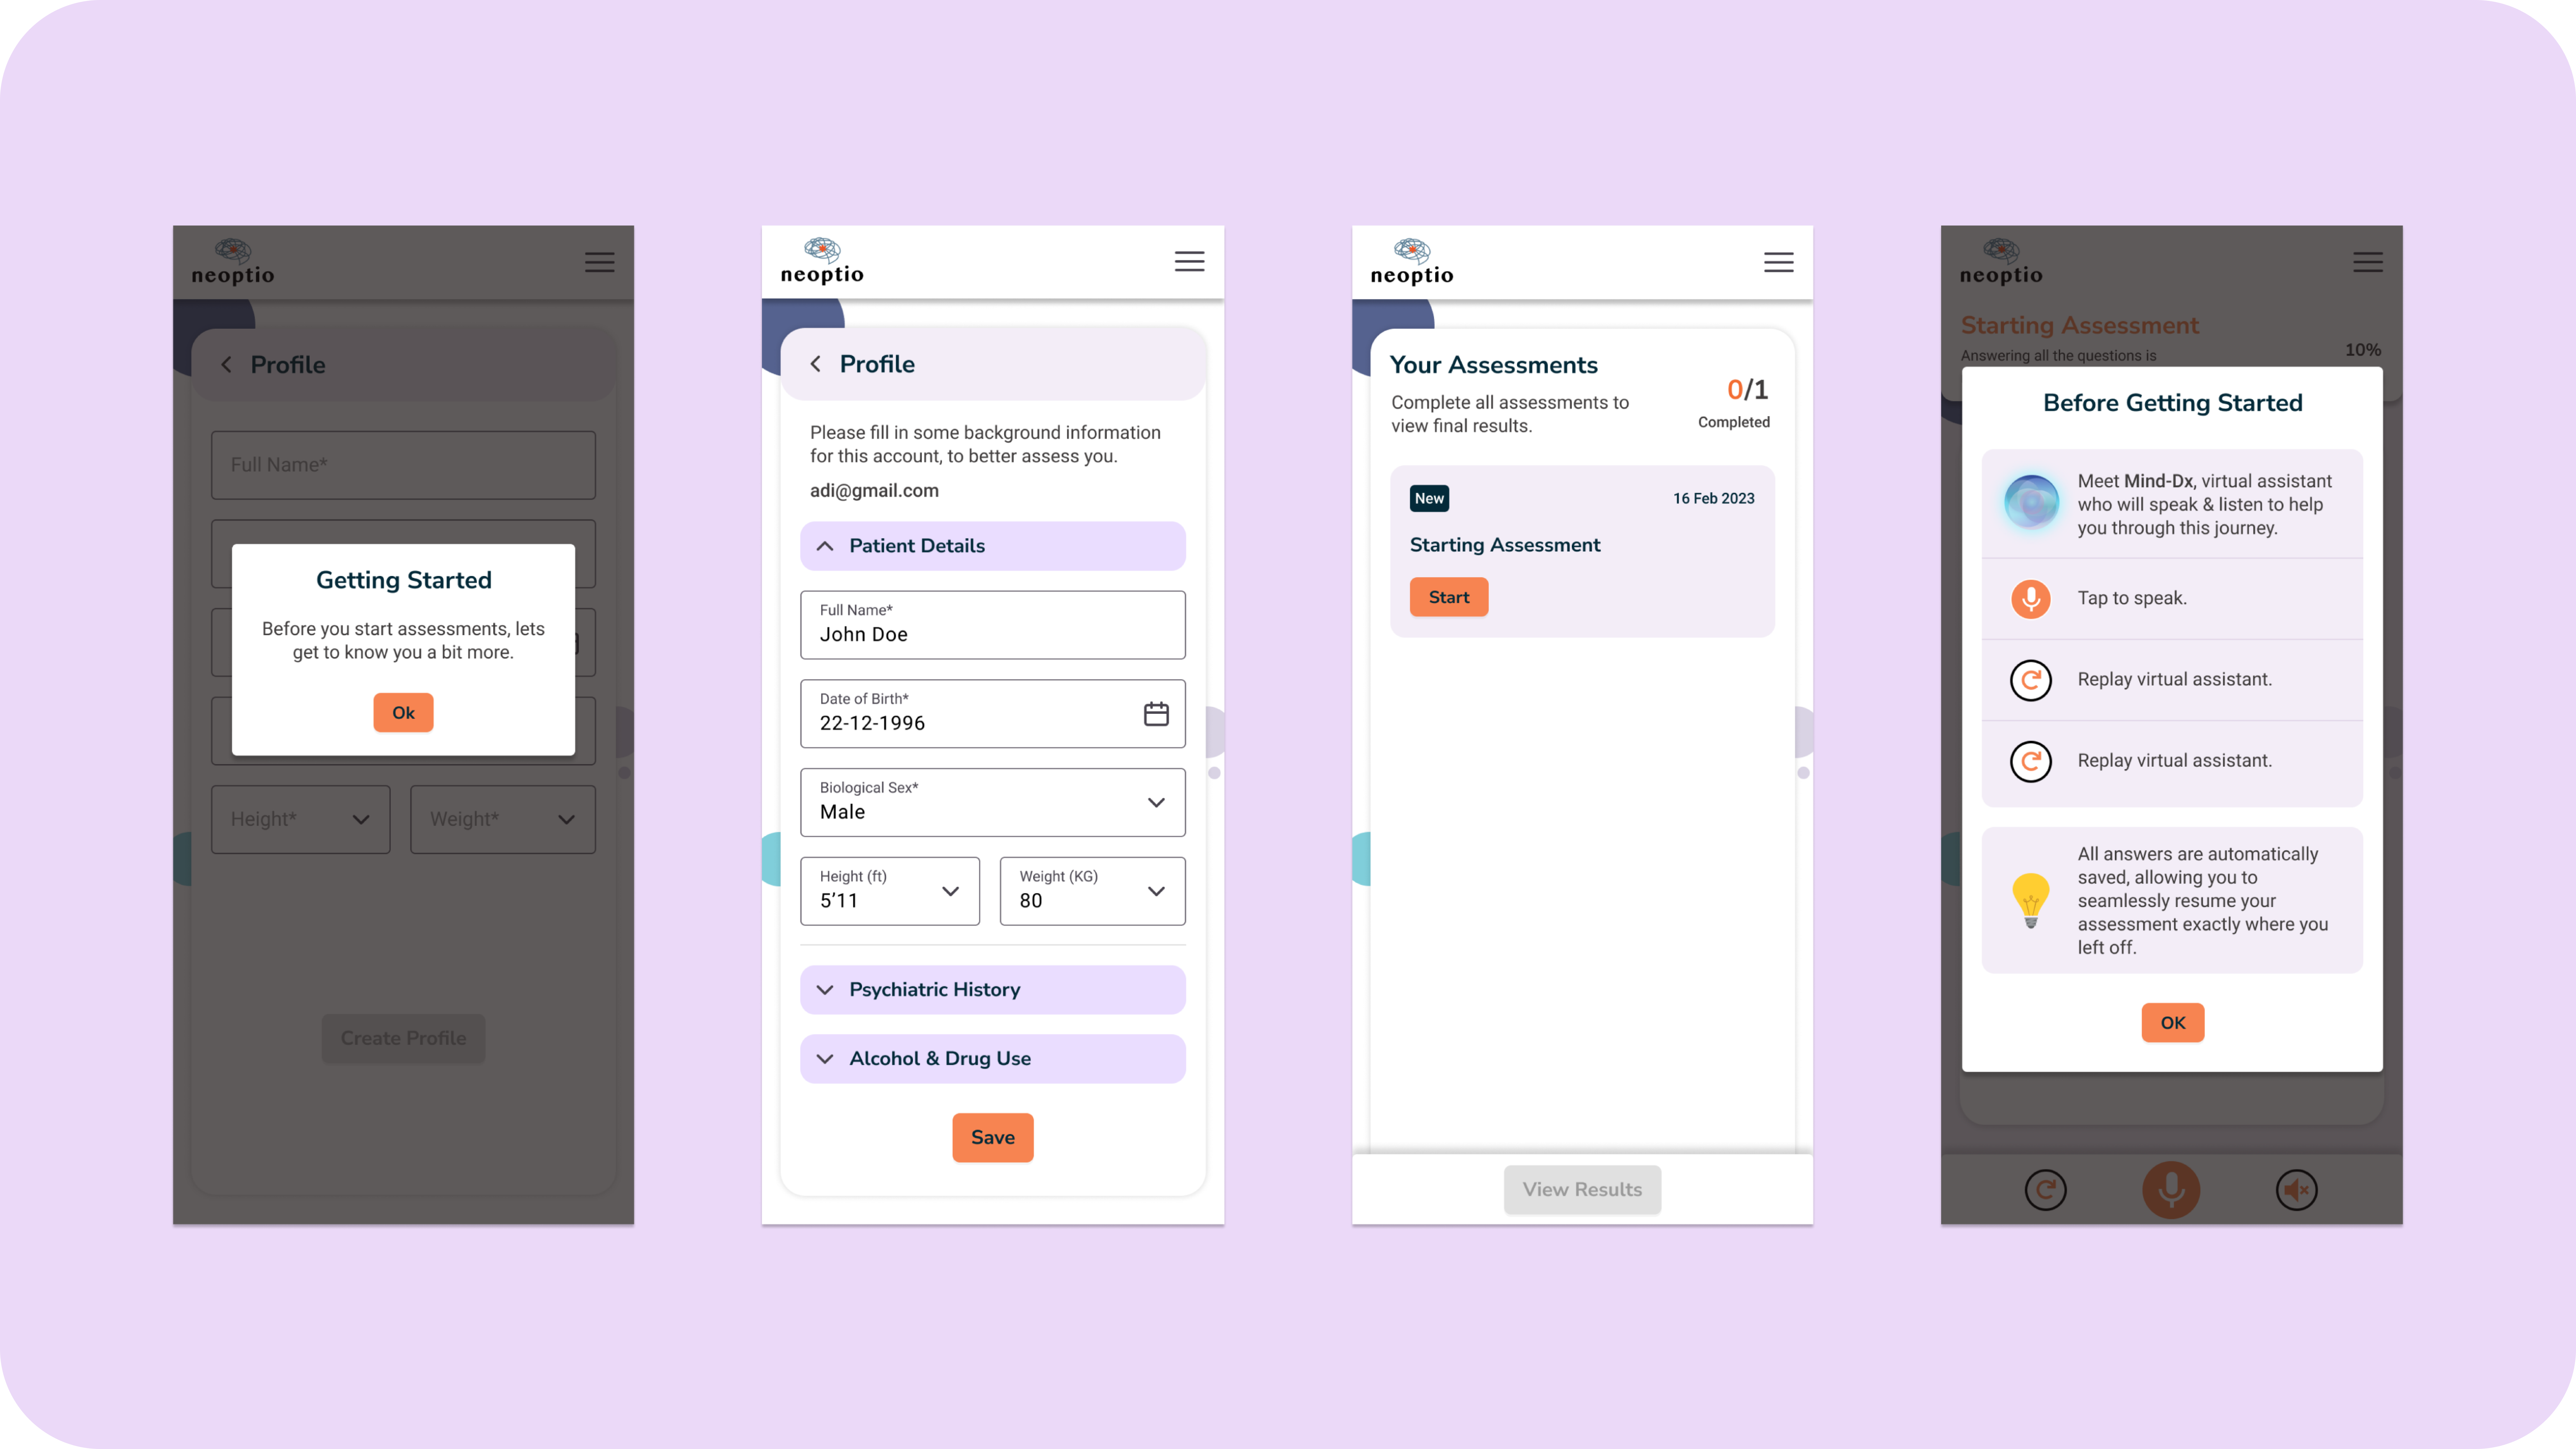 neoptio
Profile
Full Name*
Getting Started
Before you start assessments, lets
get to know you a bit more.
Ok
Height*
Weight*
Create Profile
neoptio
Profile
Please fill in some background information
for this account, to better assess you.
adi@gmail.com
Patient Details
Full Name*
John Doe
Date of Birth*
22-12-1996
Biological Sex*
Male
Height (ft)
5’11
Weight (KG)
80
Psychiatric History
Alcohol & Drug Use
Save
neoptio
Your Assessments
Complete all assessments to
view final results.
0/1
Completed
New
16 Feb 2023
Starting Assessment
Start
View Results
neoptio
Starting Assessment
Answering all the questions is
10%
Before Getting Started
Meet Mind-Dx, virtual assistant
who will speak & listen to help
you through this journey.
Tap to speak.
Replay virtual assistant.
Replay virtual assistant.
All answers are automatically
saved, allowing you to
seamlessly resume your
assessment exactly where you
left off.
OK